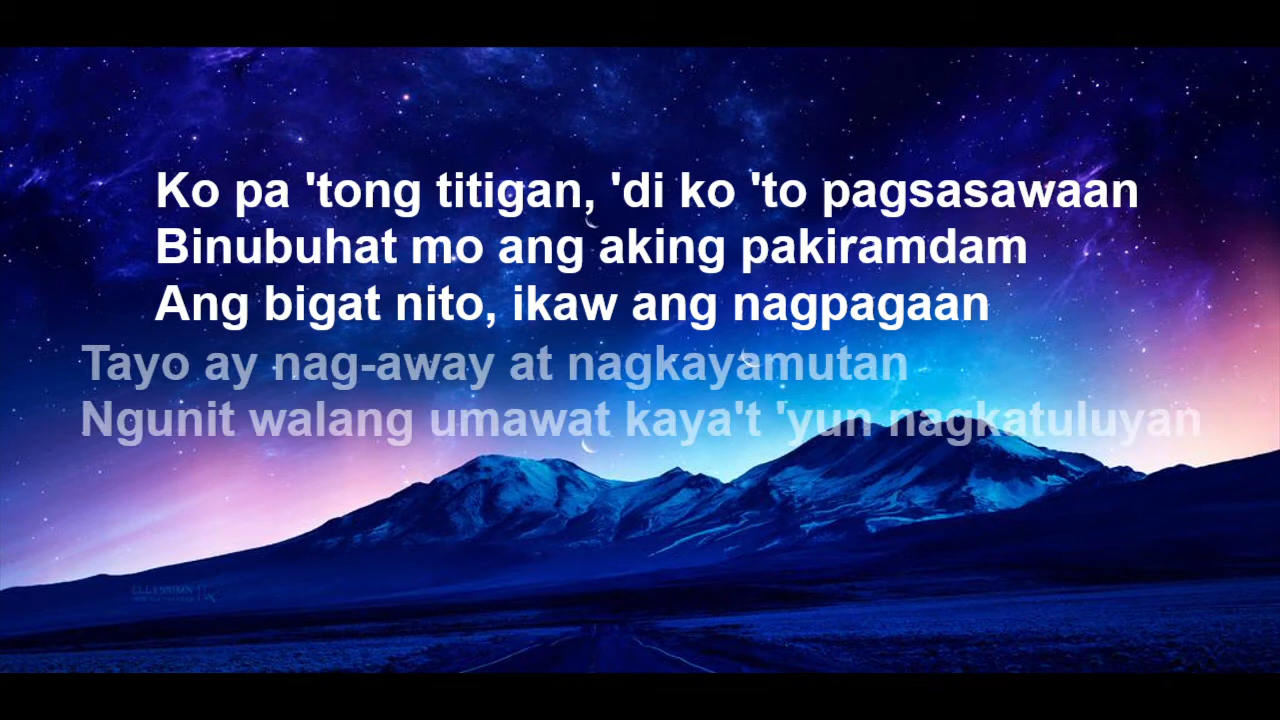 Ko pa 'tong titigan, 'di ko 'to pagsasawaan
Binubuhat mo ang aking pakiramdam
Ang bigat nito, ikaw ang nagpagaan
Tayo ay nag-away at nagkayamutan
Ngunit walang umawat kaya't 'yun nagkatuluyan